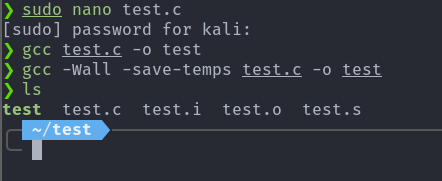 ❯ sudo nano test.c
[sudo] password for kali:
❯ gcc test.c -o test
❯ gcc -Wall -save-temps test.c -o test
❯ ls
test  test.c  test.i  test.o  test.s
~/test